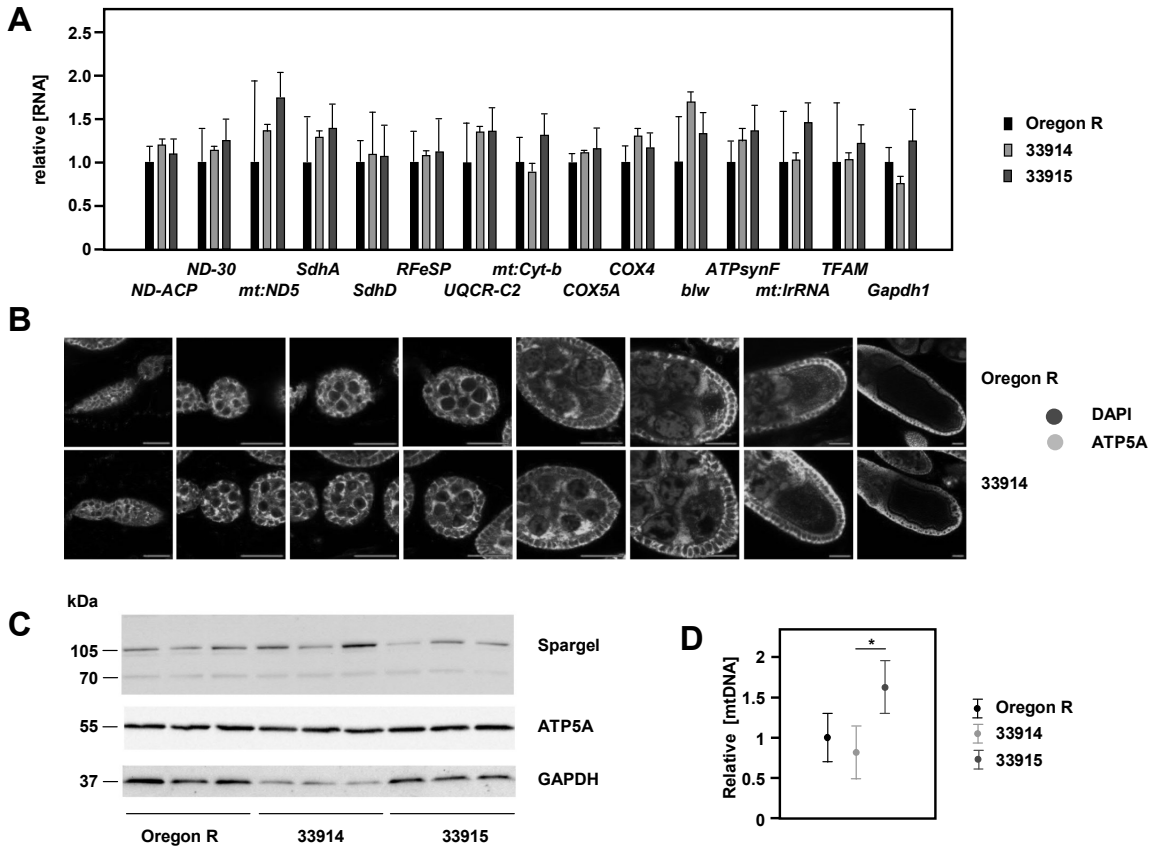 A
relative [RNA]
2.5
2.0
1.5
1.0
0.5
0
Oregon R
33914
33915
ND-30 SdhA RFeSP mt:Cyt-b COX4 ATPsynF TFAM
ND-ACP mt:ND5 SdhD UQCR-C2 COX5A blw mt:lrRNA Gapdh1
B
Oregon R
DAPI
ATP5A
33914
C
kDa
105
70
55
37
Spargel
ATP5A
GAPDH
Oregon R 33914 33915
D
Relative [mtDNA]
2
1.5
1
0.5
0
*
Oregon R
33914
33915